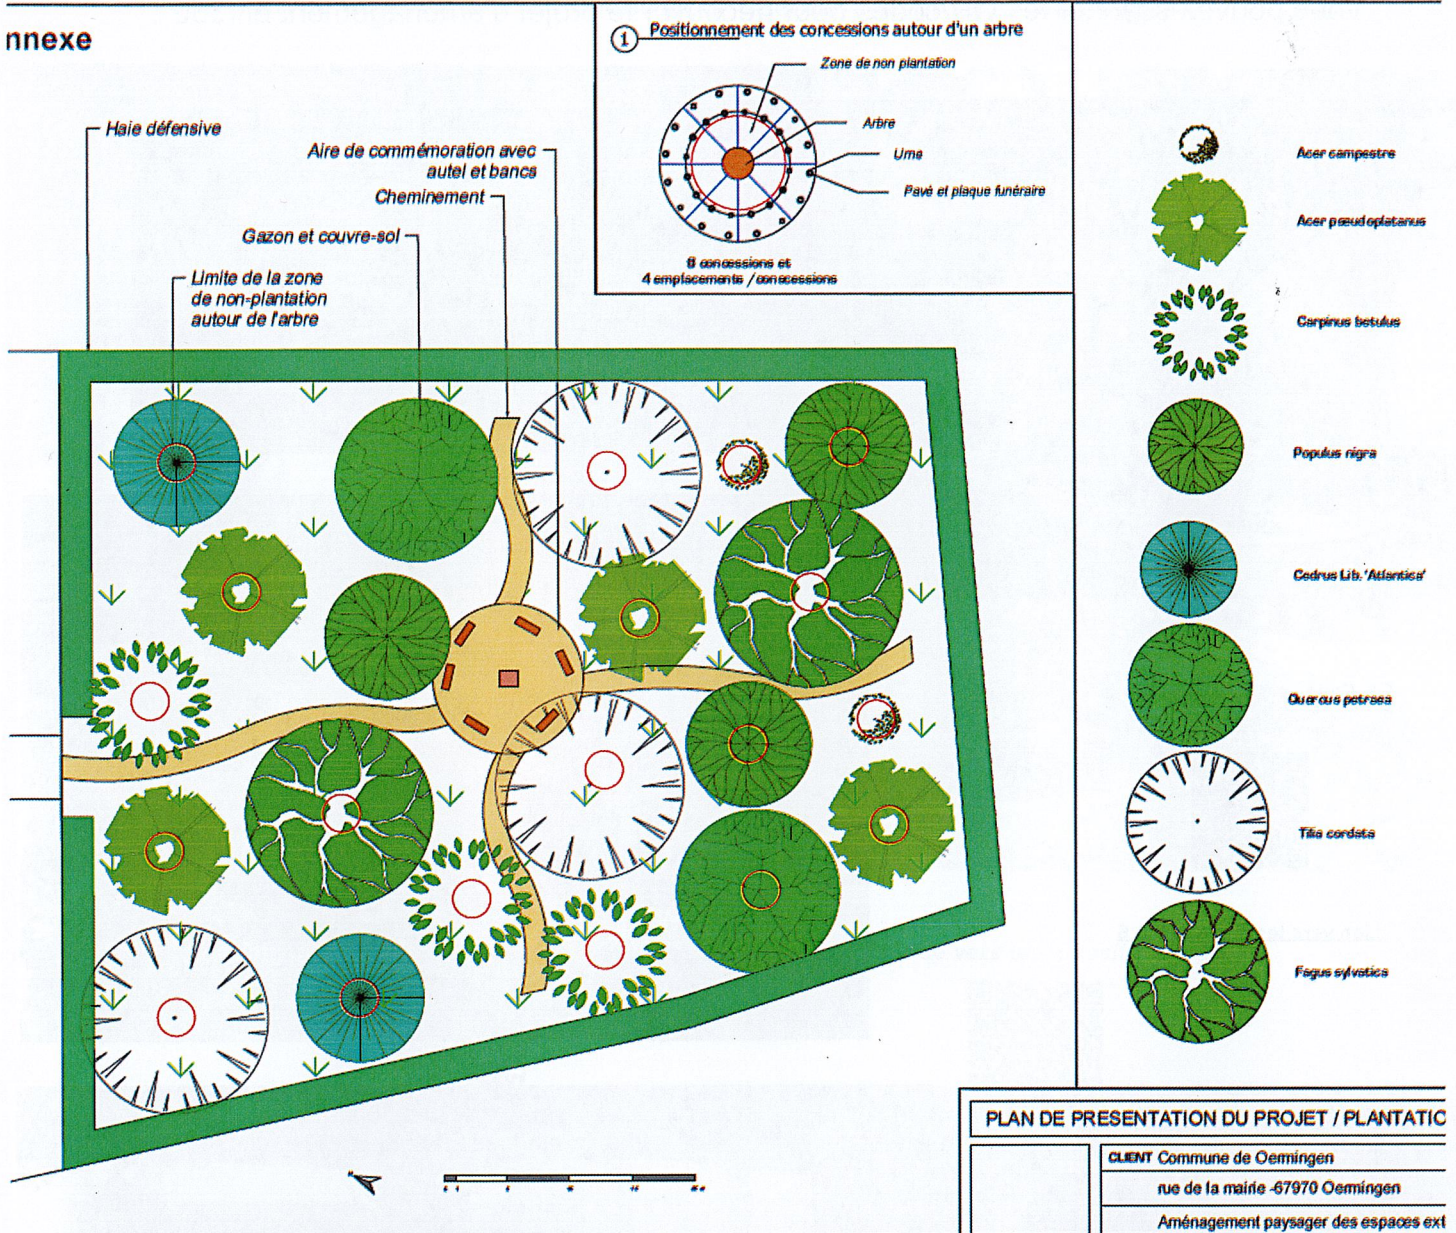 nnexe
1 Positionnement des concessions autour d'un arbre
Zone de non plantation
Arbre
Urne
Pavé et plaque funéraire
8 concessions et
4 emplacements / concessions
Haie défensive
Aire de commémoration avec
autel et bancs
Cheminement
Gazon et couvre-sol
Limite de la zone
de non-plantation
autour de l'arbre
Acer campestre
Acer pseudoplatanus
Carpinus betulus
Populus nigra
Cedrus Lib. 'Atlantica'
Quercus petraea
Tilia cordata
Fagus sylvatica
PLAN DE PRESENTATION DU PROJET / PLANTATIO
CLIENT Commune de Oermingen
rue de la mairie -67970 Oermingen
Aménagement paysager des espaces ext